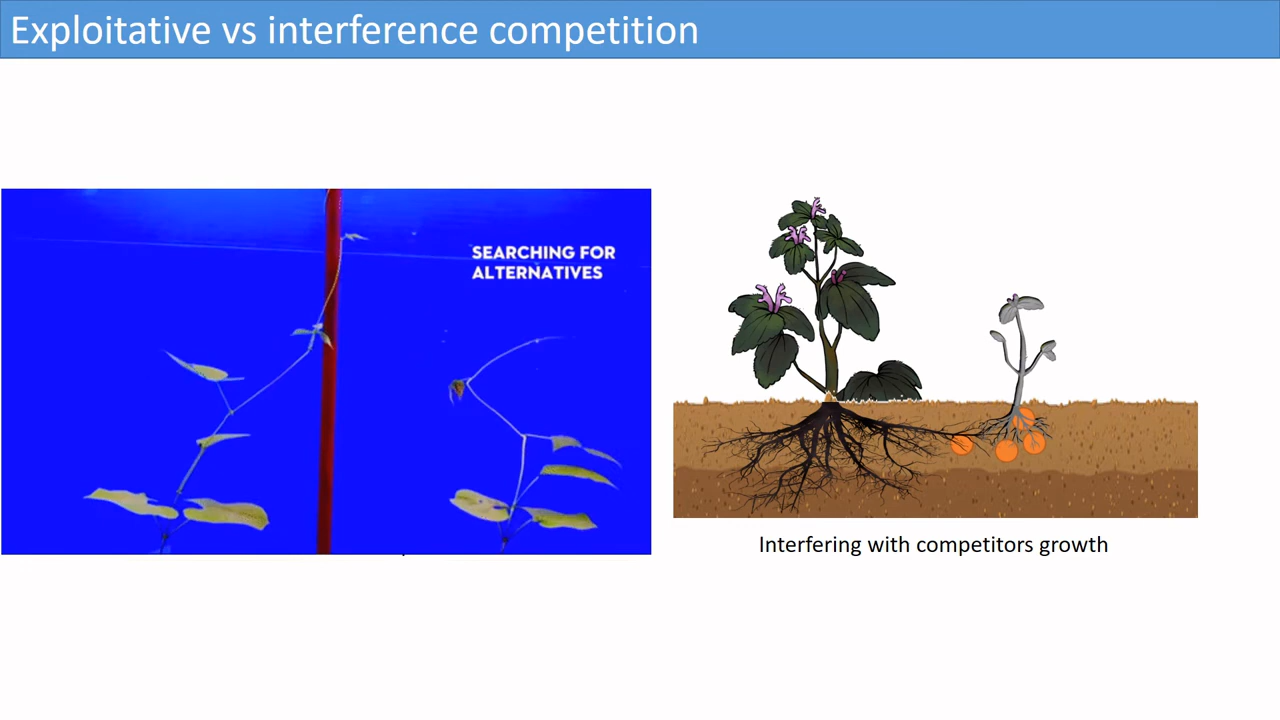 Exploitative vs interference competition
SEARCHING FOR
ALTERNATIVES
Interfering with competitors growth